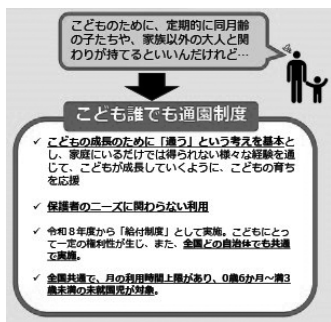 こどものために、定期的に同月齢
の子たちや、家族以外の大人と関
わりが持てるといいんだけれど…
こども誰でも通園制度
✓ こどもの成長のために「通う」という考えを基本と
し、家庭にいるだけでは得られない様々な経験を通
じて、こどもが成長していくように、こどもの育ち
を応援
✓ 保護者のニーズに関わらない利用
✓ 令和8年度から「給付制度」として実施。こどもにとっ
て一定の権利性が生じ、また、全国どの自治体でも共通
で実施。
✓ 全国共通で、月の利用時間上限があり、0歳6か月～満3
歳未満の未就園児が対象。